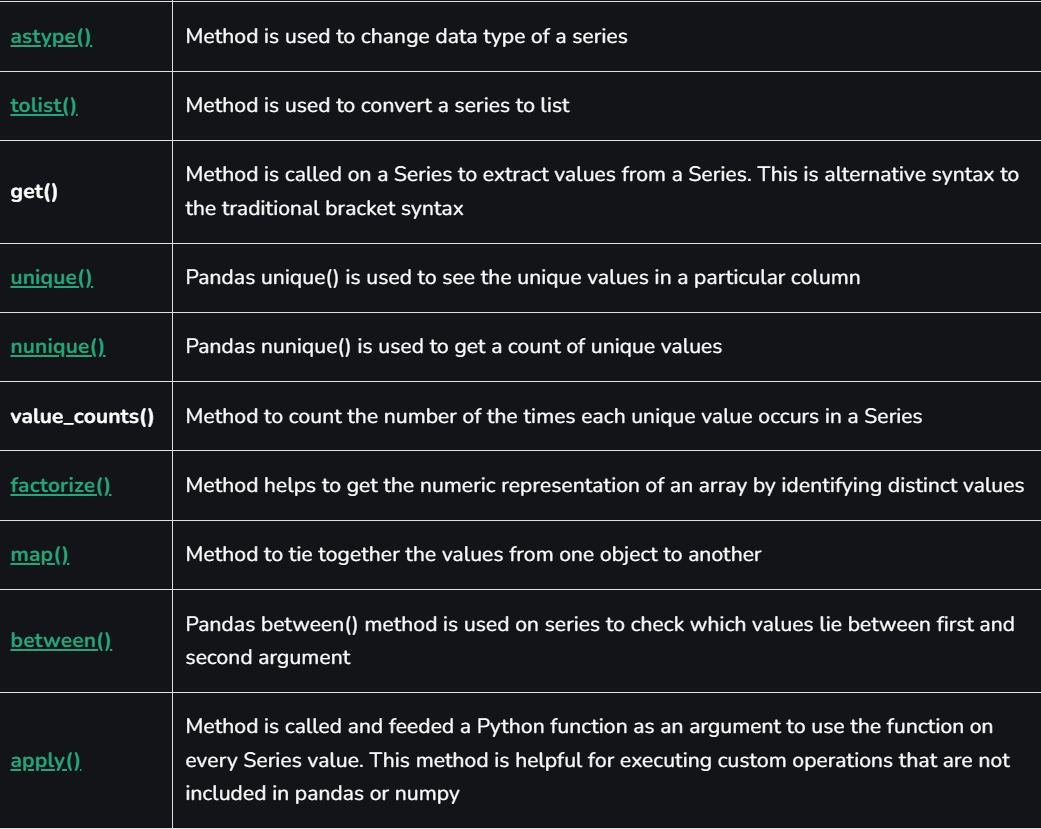 astype()
Method is used to change data type of a series
tolist()
Method is used to convert a series to list
get()
Method is called on a Series to extract values from a Series. This is alternative syntax to
the traditional bracket syntax
unique()
Pandas unique() is used to see the unique values in a particular column
nunique()
Pandas nunique() is used to get a count of unique values
value_counts()
Method to count the number of the times each unique value occurs in a Series
factorize()
Method helps to get the numeric representation of an array by identifying distinct values
map()
Method to tie together the values from one object to another
between()
Pandas between() method is used on series to check which values lie between first and
second argument
apply()
Method is called and feeded a Python function as an argument to use the function on
every Series value. This method is helpful for executing custom operations that are not
included in pandas or numpy